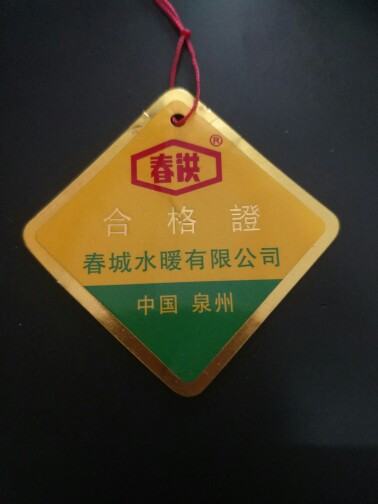 春洪®
合格證
春城水暖有限公司
中国 泉州